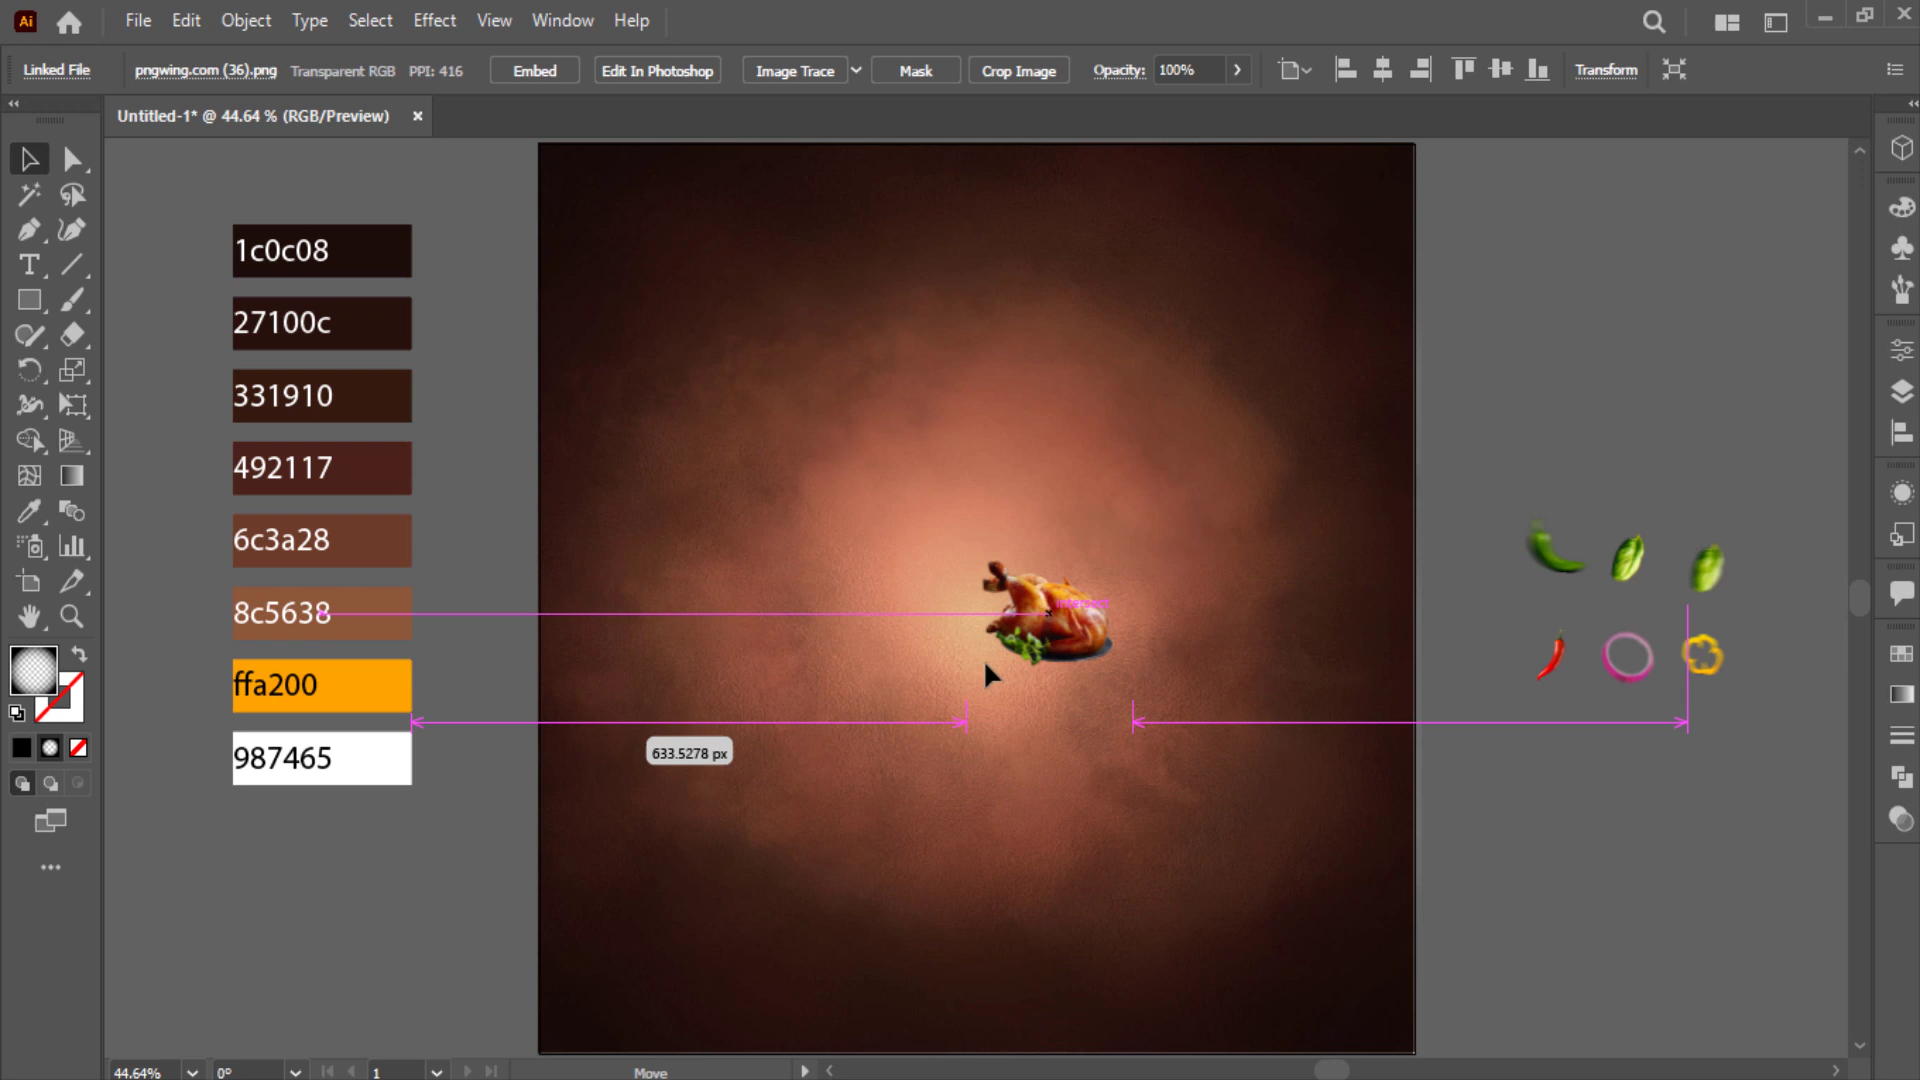 Ai File Edit Object Type Select Effect View Window Help
Linked File pngwing.com (36).png Transparent RGB PPI: 416 Embed Edit In Photoshop Image Trace Mask Crop Image Opacity: 100% Transform
Untitled-1* @ 44.64 % (RGB/Preview)
1c0c08
27100c
331910
492117
6c3a28
8c5638
intersect
ffa200
633.5278 px
987465
44.64% 0° 1 Move